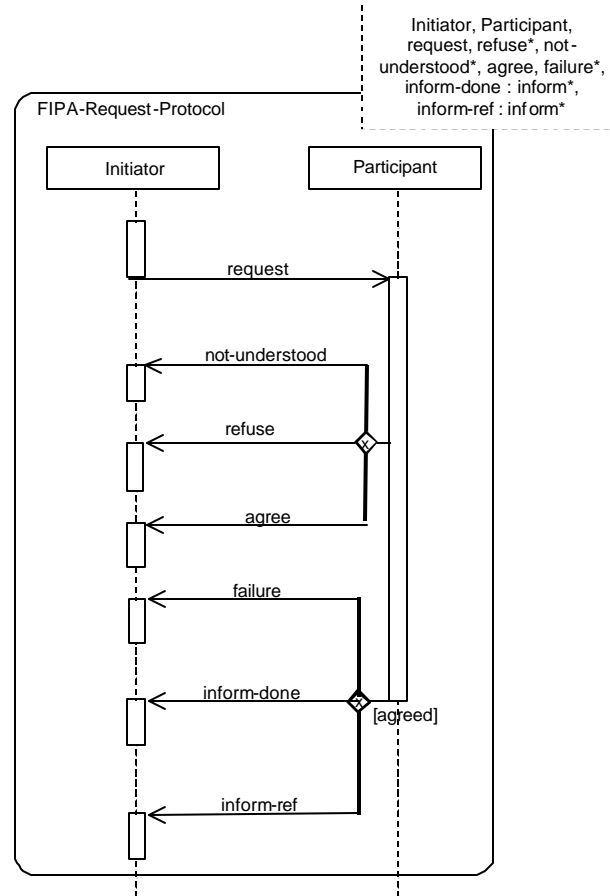 Initiator, Participant,
request, refuse*, not-
understood*, agree, failure*,
inform-done : inform*,
inform-ref : inform*
FIPA-Request-Protocol
Initiator
Participant
request
not-understood
refuse
x
agree
failure
inform-done
x
[agreed]
inform-ref